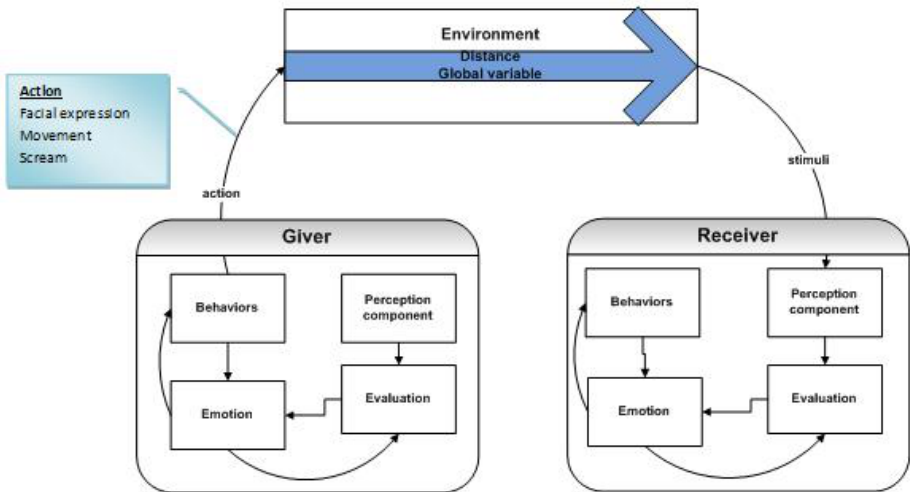 Environment
Distance
Global variable
Action
Facial expression
Movement
Scream
action
stimuli
Giver
Behaviors
Perception
component
Emotion
Evaluation
Receiver
Behaviors
Perception
component
Emotion
Evaluation